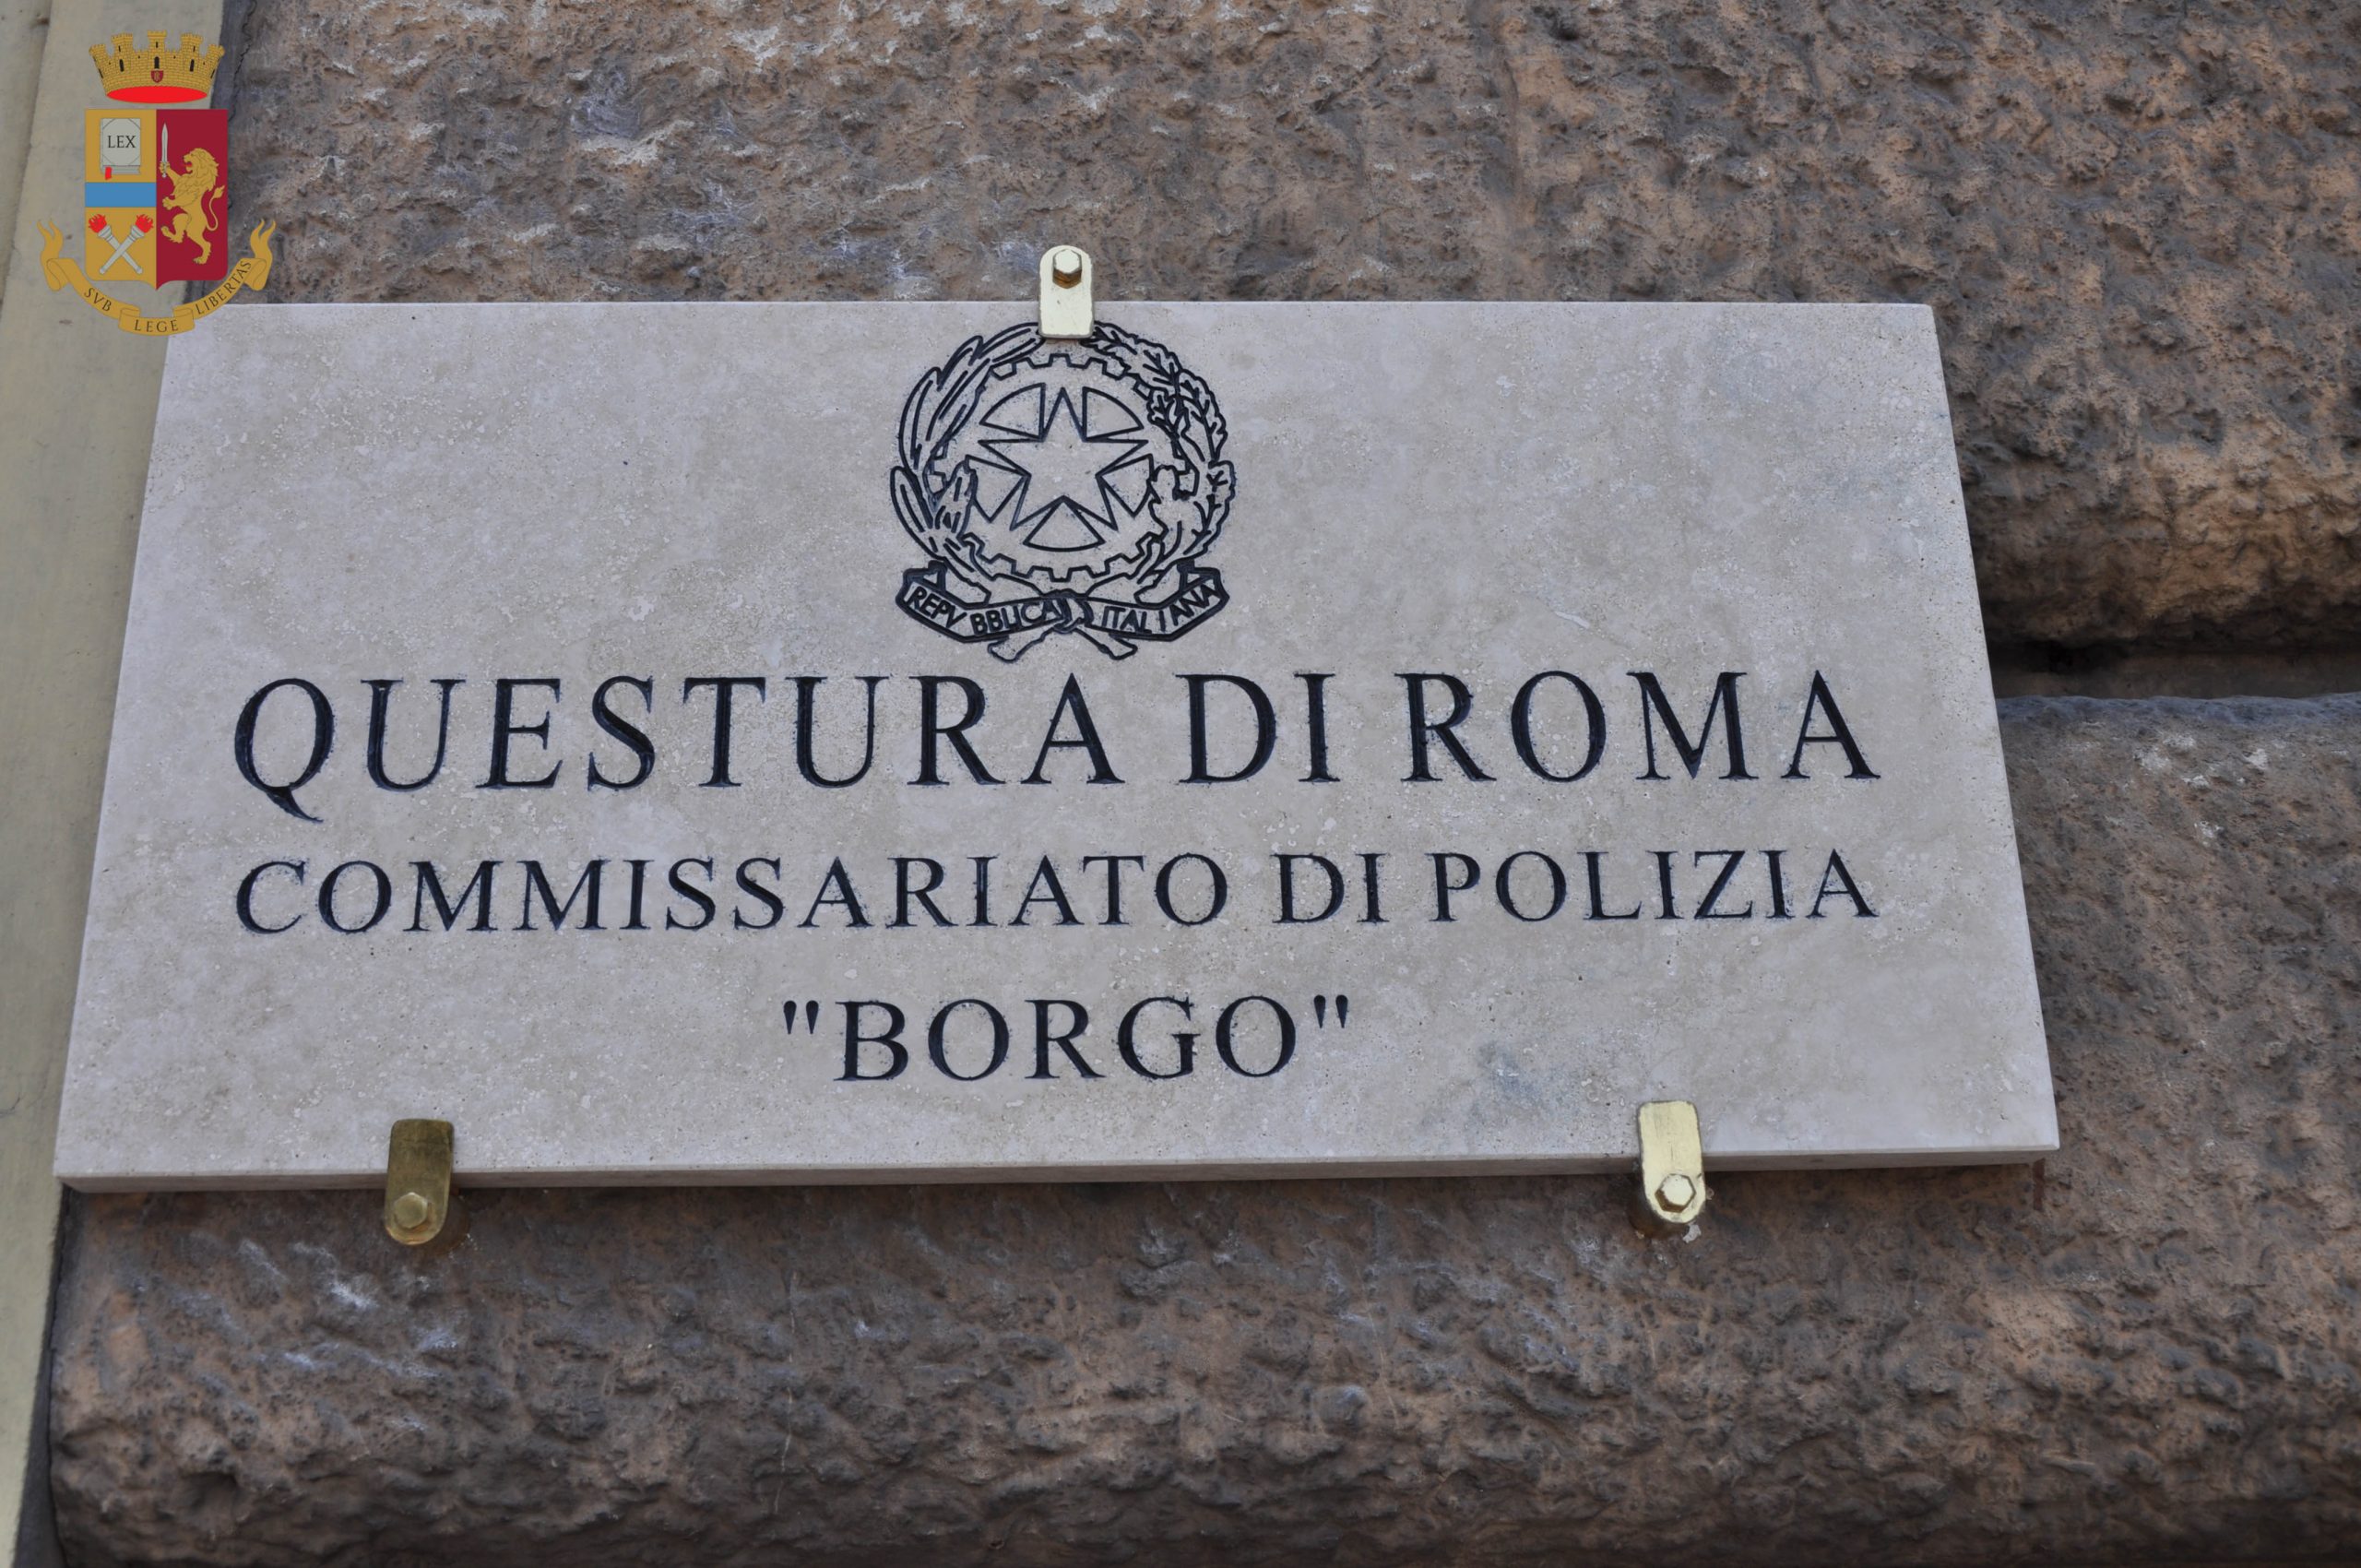 LEX
SVB LEGE LIBERTAS
REPVBBLICA ITALIANA
QUESTURA DI ROMA
COMMISSARIATO DI POLIZIA
"BORGO"